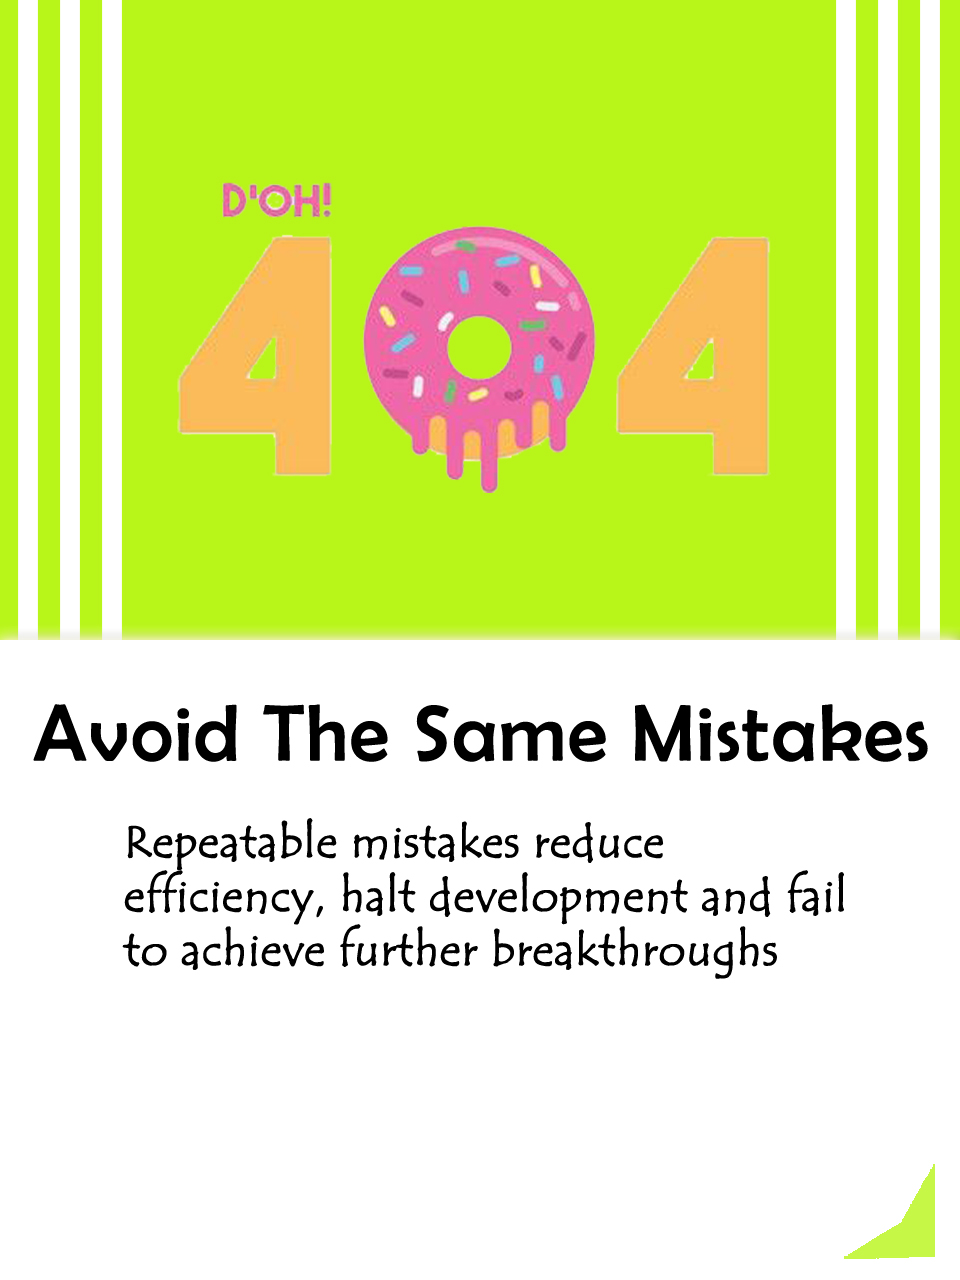 D'OH!
404
Avoid The Same Mistakes
Repeatable mistakes reduce
efficiency, halt development and fail
to achieve further breakthroughs